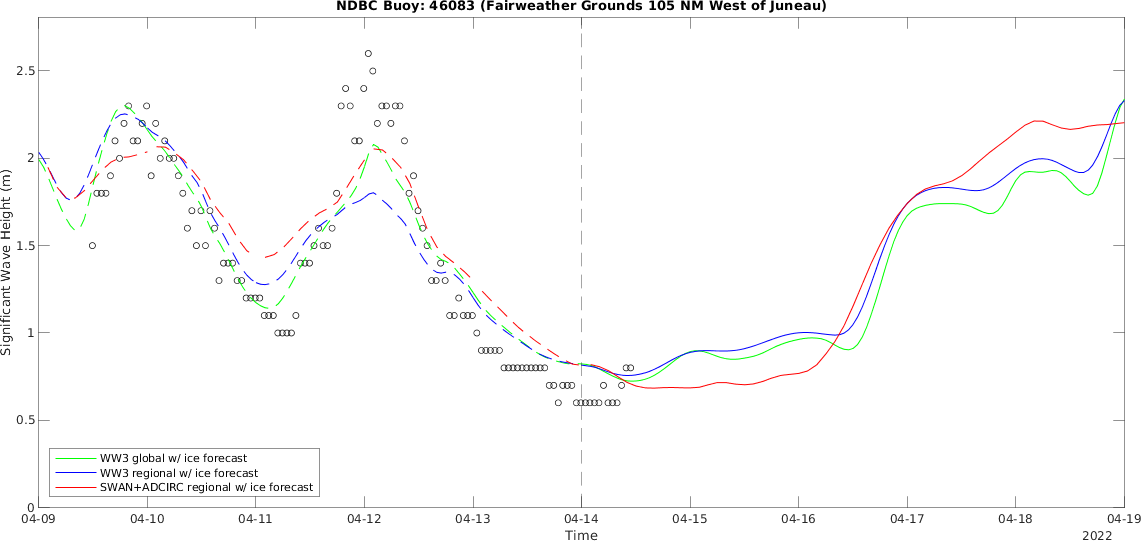 NDBC Buoy: 46083 (Fairweather Grounds 105 NM West of Juneau)
Significant Wave Height (m)
2.5
2
1.5
1
0.5
0
WW3 global w/ ice forecast
WW3 regional w/ ice forecast
SWAN+ADCIRC regional w/ ice forecast
04-09 04-10 04-11 04-12 04-13 04-14 04-15 04-16 04-17 04-18 04-19
Time
2022